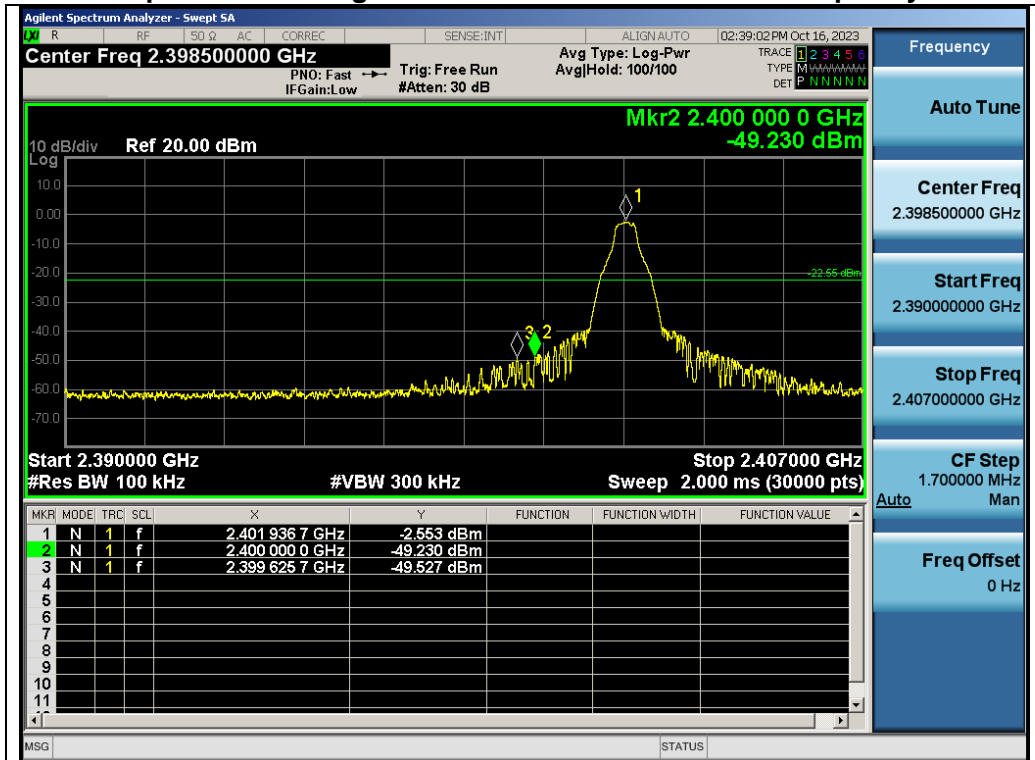 Agilent Spectrum Analyzer - Swept SA
LXI R RF 50 Ω AC CORREC SENSE:INT ALIGN AUTO 02:39:02 PM Oct 16, 2023
Center Freq 2.398500000 GHz
PNO: Fast
IFGain:Low
Trig: Free Run
#Atten: 30 dB
Avg Type: Log-Pwr
Avg|Hold: 100/100
TRACE 1 2 3 4 5 6
TYPE M W W W W W
DET P N N N N N
Mkr2 2.400 000 0 GHz
-49.230 dBm
10 dB/div Ref 20.00 dBm
Log
10.0
0.00
-10.0
-20.0
-30.0
-40.0
-50.0
-60.0
-70.0
1
-22.55 dBm
3 2
Start 2.390000 GHz Stop 2.407000 GHz
#Res BW 100 kHz #VBW 300 kHz Sweep 2.000 ms (30000 pts)
MKR MODE TRC SCL X Y FUNCTION FUNCTION WIDTH FUNCTION VALUE
1 N 1 f 2.401 936 7 GHz -2.553 dBm
2 N 1 f 2.400 000 0 GHz -49.230 dBm
3 N 1 f 2.399 625 7 GHz -49.527 dBm
4
5
6
7
8
9
10
11
MSG STATUS
Frequency
Auto Tune
Center Freq
2.398500000 GHz
Start Freq
2.390000000 GHz
Stop Freq
2.407000000 GHz
CF Step
1.700000 MHz
Auto Man
Freq Offset
0 Hz